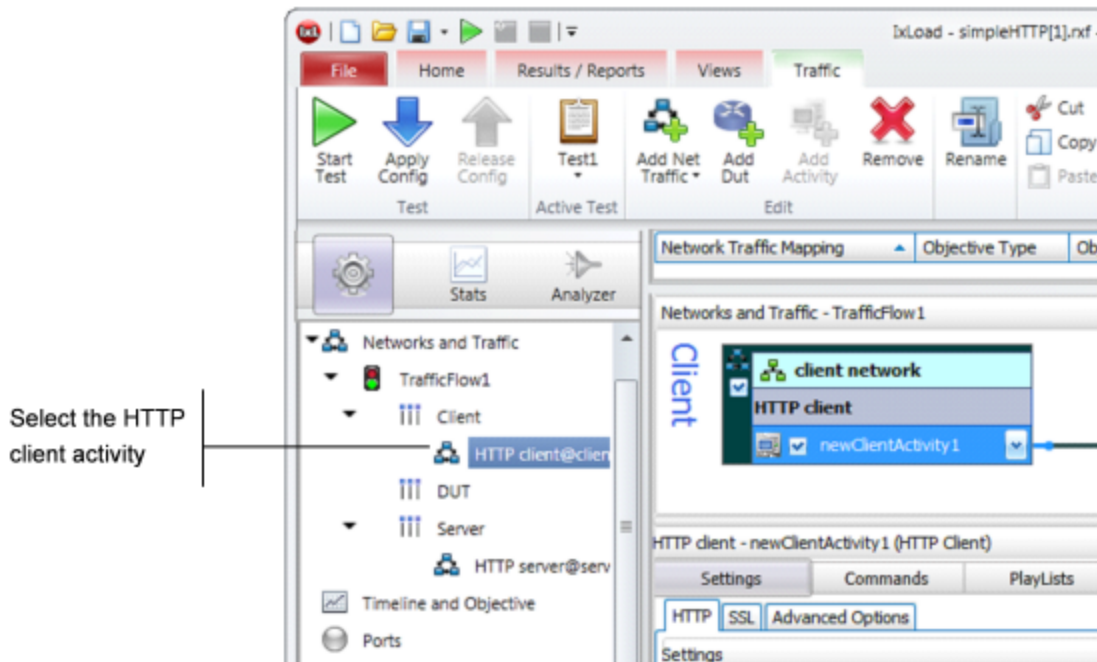 IxLoad - simpleHTTP[1].rxf -
File Home Results / Reports Views Traffic
Start Test
Apply Config
Release Config
Test1
Add Net Traffic
Add Dut
Add Activity
Remove
Rename
Cut
Copy
Paste
Test
Active Test
Edit
Stats
Analyzer
Network Traffic Mapping Objective Type Ob
Networks and Traffic - TrafficFlow1
Networks and Traffic
TrafficFlow1
Client
HTTP client@clien
DUT
Server
HTTP server@serv
Timeline and Objective
Ports
Select the HTTP
client activity
Client
client network
HTTP client
newClientActivity1
HTTP client - newClientActivity1 (HTTP Client)
Settings Commands PlayLists
HTTP SSL Advanced Options
Settings